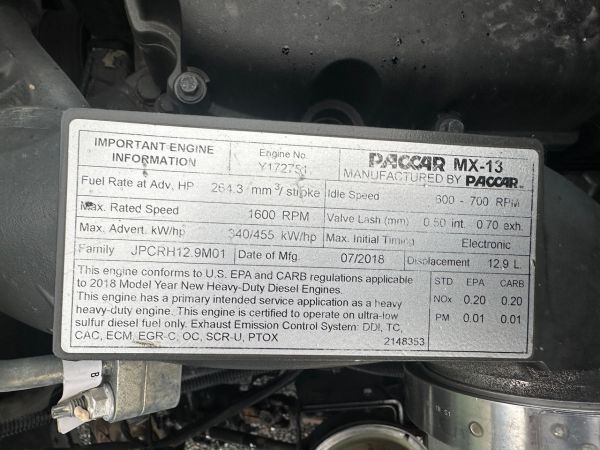 IMPORTANT ENGINE INFORMATION
Engine No.
Y172751
PACCAR MX-13
MANUFACTURED BY PACCAR
Fuel Rate at Adv. HP 264.3 mm³/stroke
Idle Speed 600 - 700 RPM
Max. Rated Speed 1600 RPM
Valve Lash (mm) 0.50 int. 0.70 exh.
Max. Advert. kW/hp 340/455 kW/hp
Max. Initial Timing Electronic
Family JPCRH12.9M01
Date of Mfg 07/2018
Displacement 12.9 L.
This engine conforms to U.S. EPA and CARB regulations applicable
to 2018 Model Year New Heavy-Duty Diesel Engines.
This engine has a primary intended service application as a heavy
heavy-duty engine. This engine is certified to operate on ultra-low
sulfur diesel fuel only. Exhaust Emission Control System: DDI, TC,
CAC, ECM, EGR-C, OC, SCR-U, PTOX
2148353
STD EPA CARB
NOx 0.20 0.20
PM 0.01 0.01
B